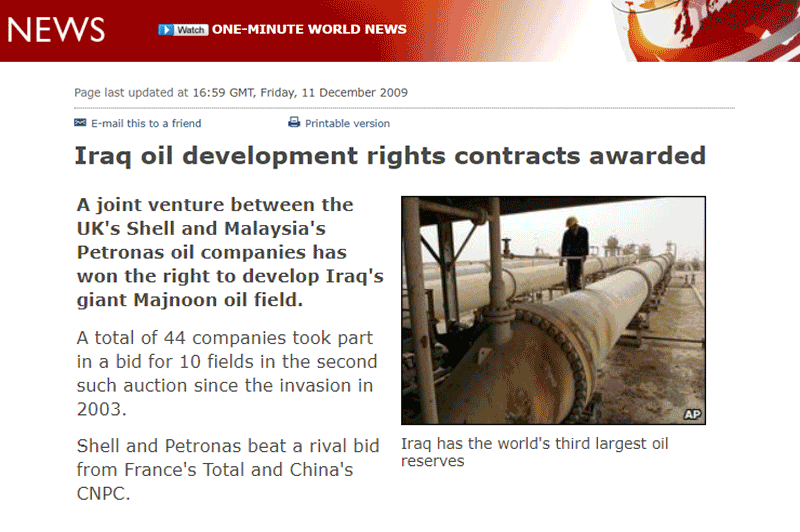 NEWS
Watch ONE-MINUTE WORLD NEWS
Page last updated at 16:59 GMT, Friday, 11 December 2009
E-mail this to a friend
Printable version
Iraq oil development rights contracts awarded
A joint venture between the
UK's Shell and Malaysia's
Petronas oil companies has
won the right to develop Iraq's
giant Majnoon oil field.
A total of 44 companies took part
in a bid for 10 fields in the second
such auction since the invasion in
2003.
Shell and Petronas beat a rival bid
from France's Total and China's
CNPC.
AP
Iraq has the world's third largest oil
reserves